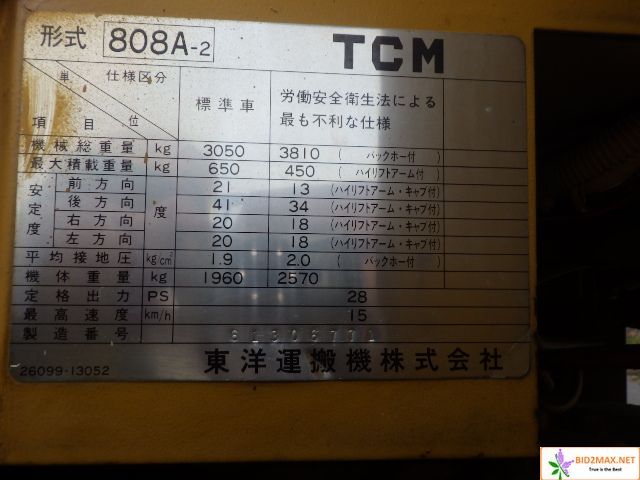 形式 808A-2 TCM
単 仕様区分
項目 位 標準車 労働安全衛生法による
最も不利な仕様
機械総重量 kg 3050 3810 ( バックホー付 )
最大積載重量 kg 650 450 ( ハイリフトアーム付 )
安定度 前方向 度 21 13 (ハイリフトアーム・キャブ付)
後方向 41 34 (ハイリフトアーム・キャブ付)
右方向 20 18 (ハイリフトアーム・キャブ付)
左方向 20 18 (ハイリフトアーム・キャブ付)
平均接地圧 kg/cm² 1.9 2.0 ( バックホー付 )
機体重量 kg 1960 2570
定格出力 PS 28
最高速度 km/h 15
製造番号
26099-13052 東洋運搬機株式会社
BID2MAX.NET
True is the Best